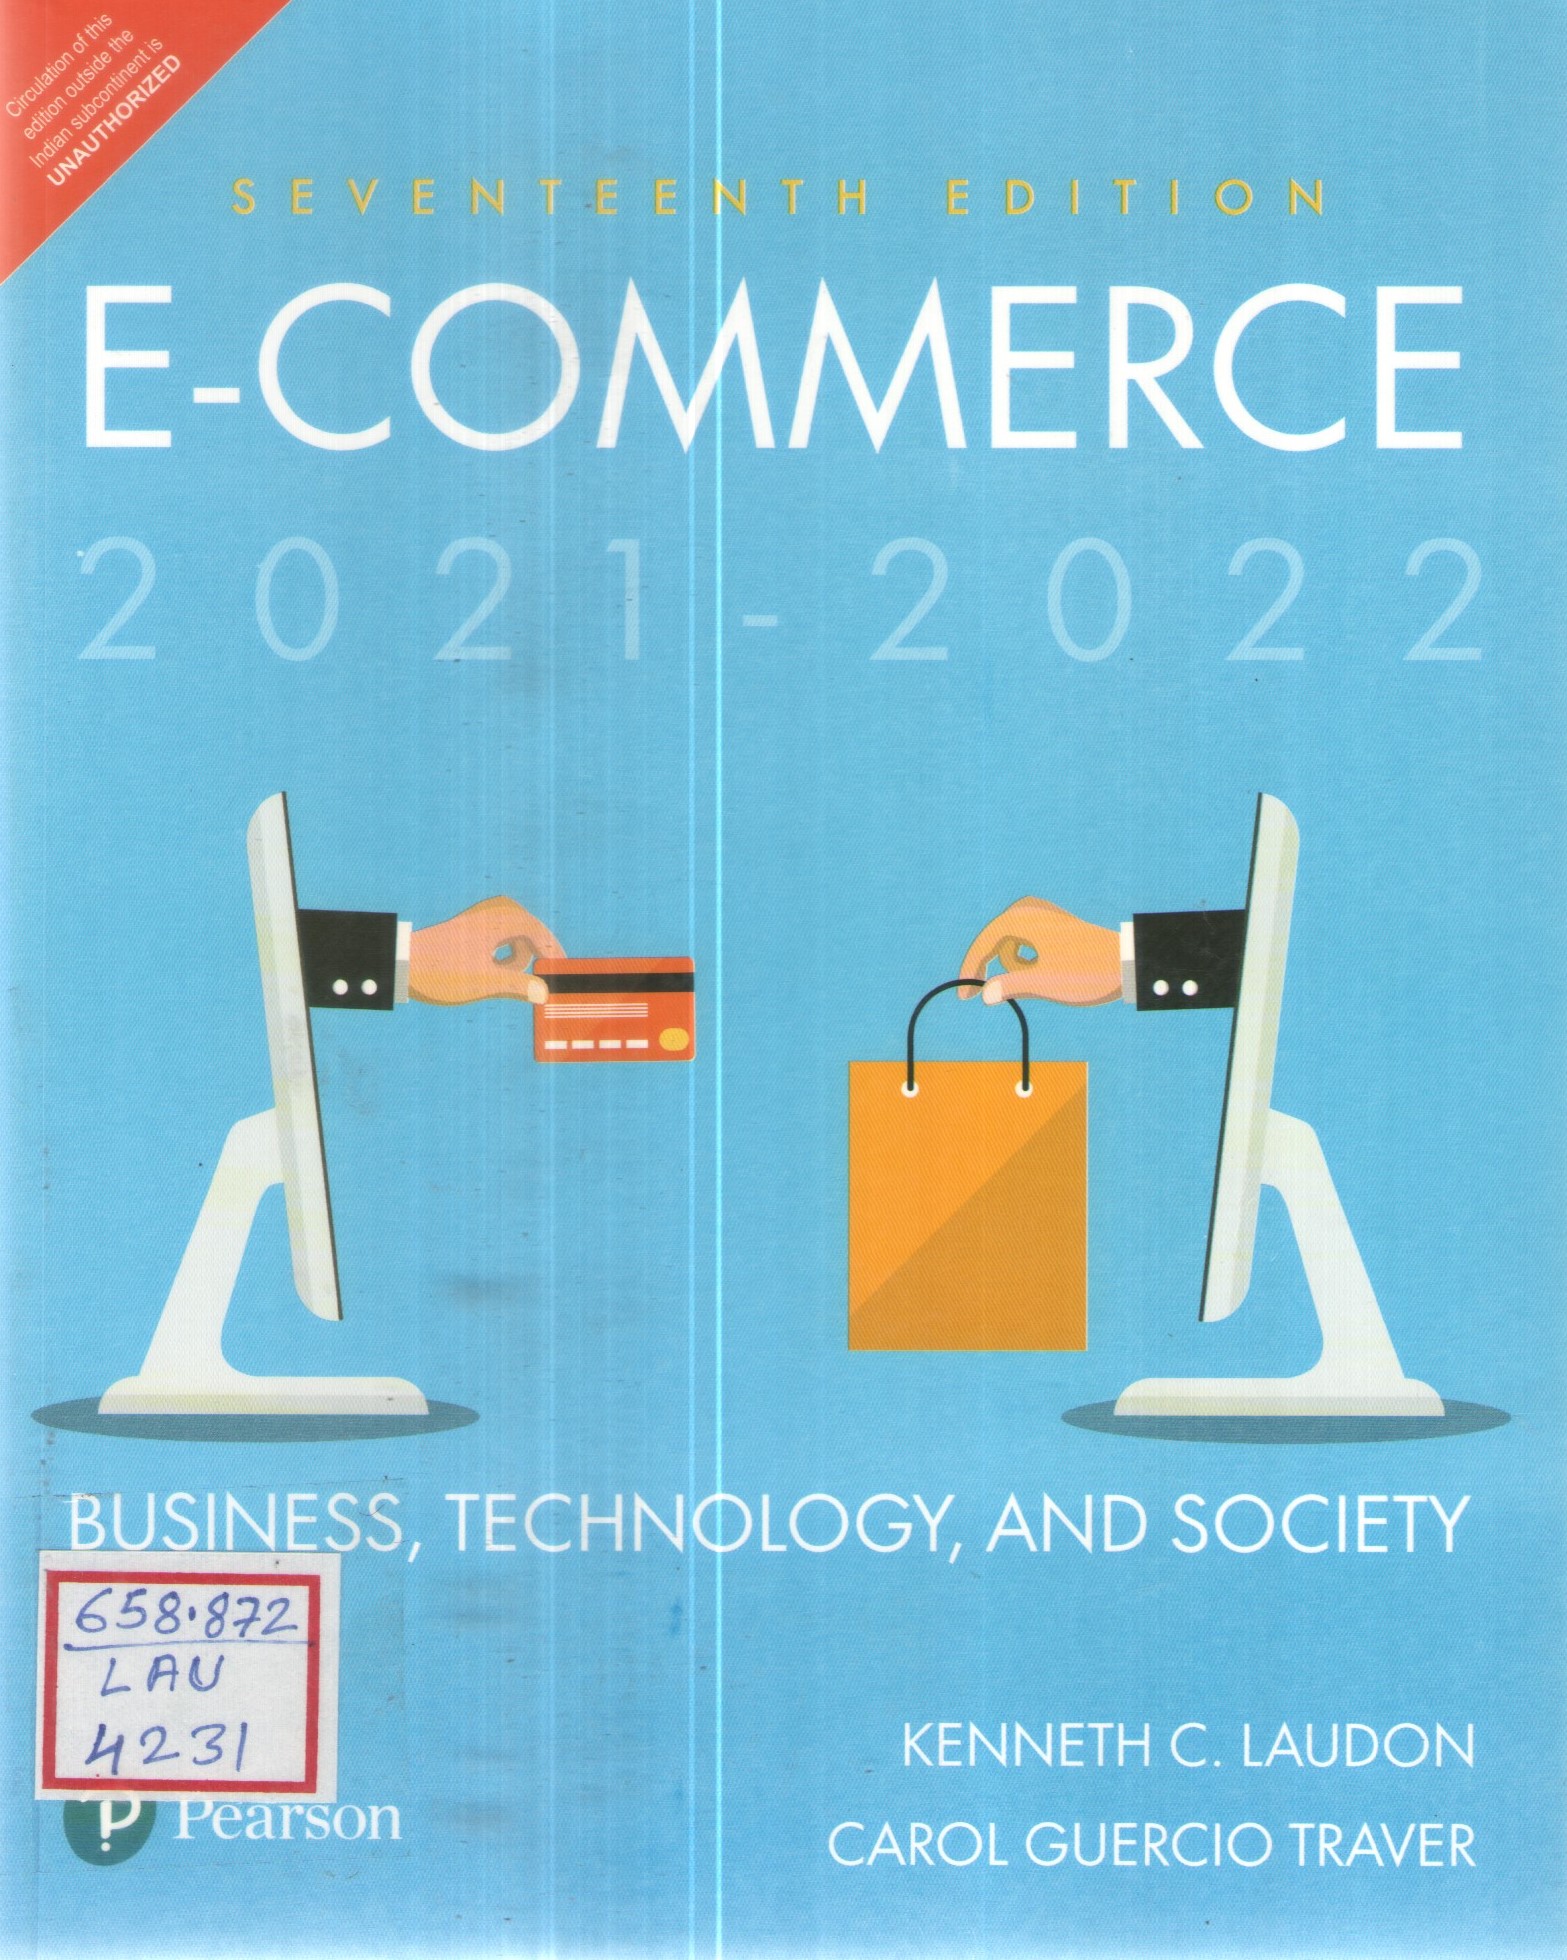 Circulation of this
edition outside the
Indian subcontinent is
UNAUTHORIZED
SEVENTEENTH EDITION
E-COMMERCE
2021-2022
BUSINESS, TECHNOLOGY, AND SOCIETY
658.872
LAU
4231
Pearson
KENNETH C. LAUDON
CAROL GUERCIO TRAVER